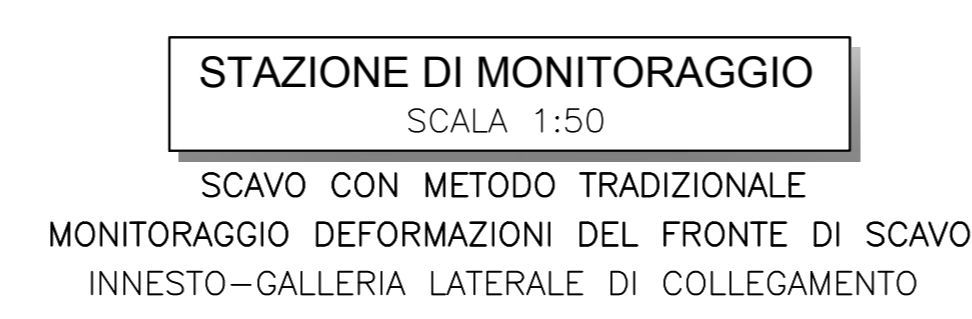 STAZIONE DI MONITORAGGIO
SCALA 1:50
SCAVO CON METODO TRADIZIONALE
MONITORAGGIO DEFORMAZIONI DEL FRONTE DI SCAVO
INNESTO-GALLERIA LATERALE DI COLLEGAMENTO